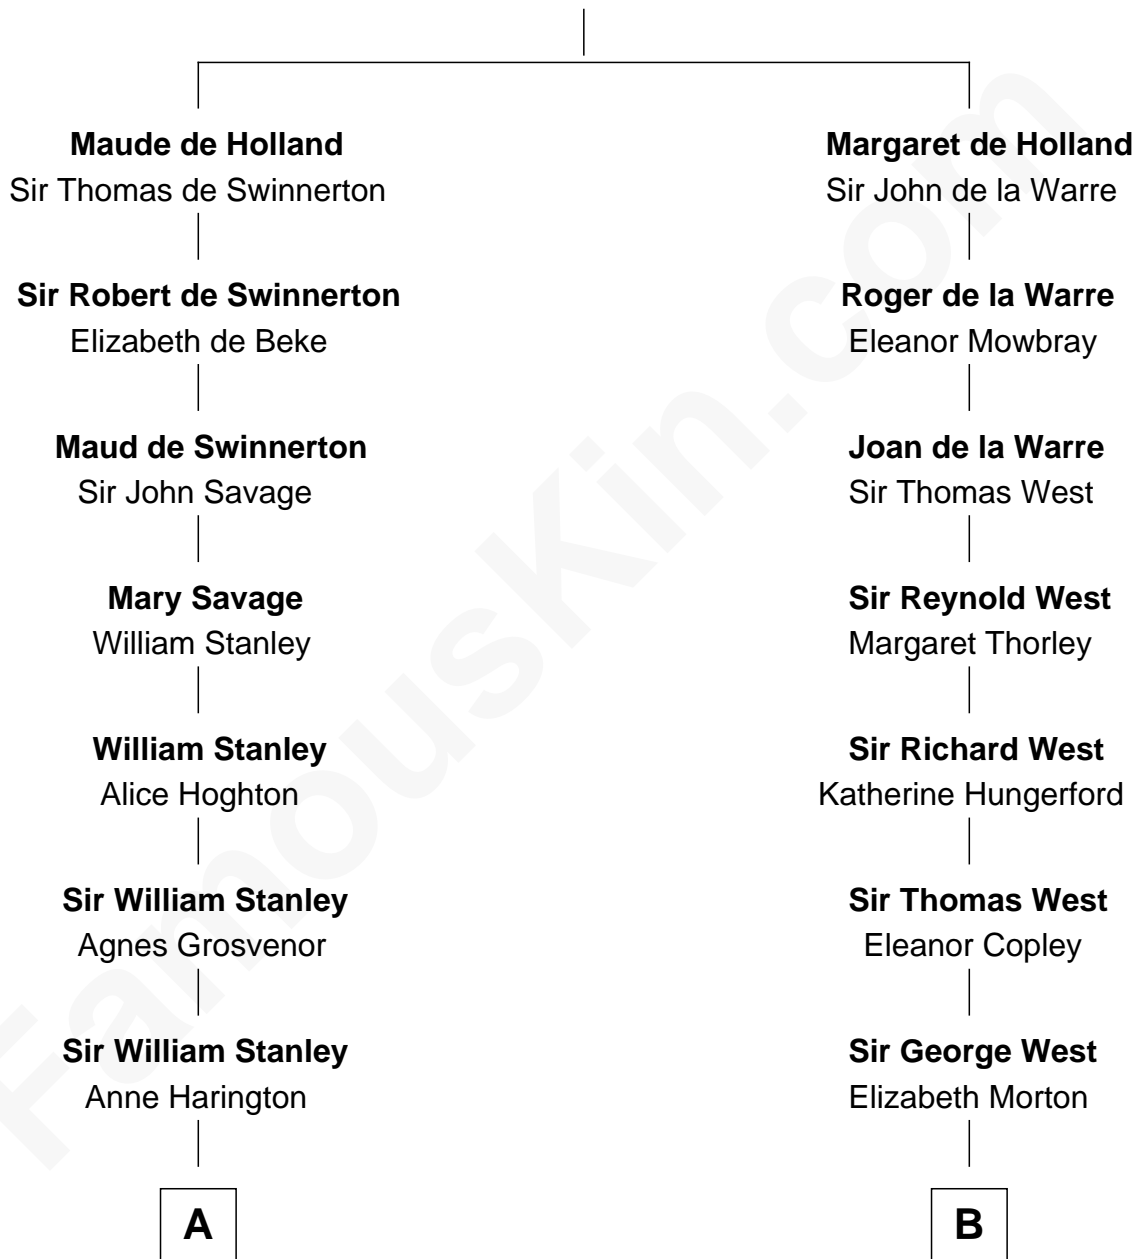 Maude de Holland
Sir Thomas de Swinnerton
Sir Robert de Swinnerton
Elizabeth de Beke
Maud de Swinnerton
Sir John Savage
Mary Savage
William Stanley
William Stanley
Alice Hoghton
Sir William Stanley
Agnes Grosvenor
Sir William Stanley
Anne Harington
A
Margaret de Holland
Sir John de la Warre
Roger de la Warre
Eleanor Mowbray
Joan de la Warre
Sir Thomas West
Sir Reynold West
Margaret Thorley
Sir Richard West
Katherine Hungerford
Sir Thomas West
Eleanor Copley
Sir George West
Elizabeth Morton
B
FamousKin.com